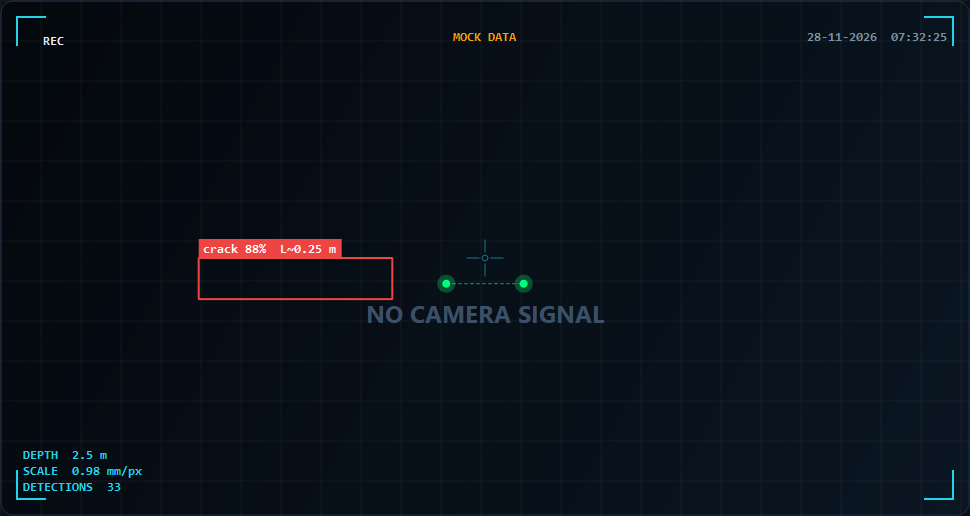 REC
MOCK DATA
28-11-2026 07:32:25
crack 88% L~0.25 m
NO CAMERA SIGNAL
DEPTH 2.5 m
SCALE 0.98 mm/px
DETECTIONS 33